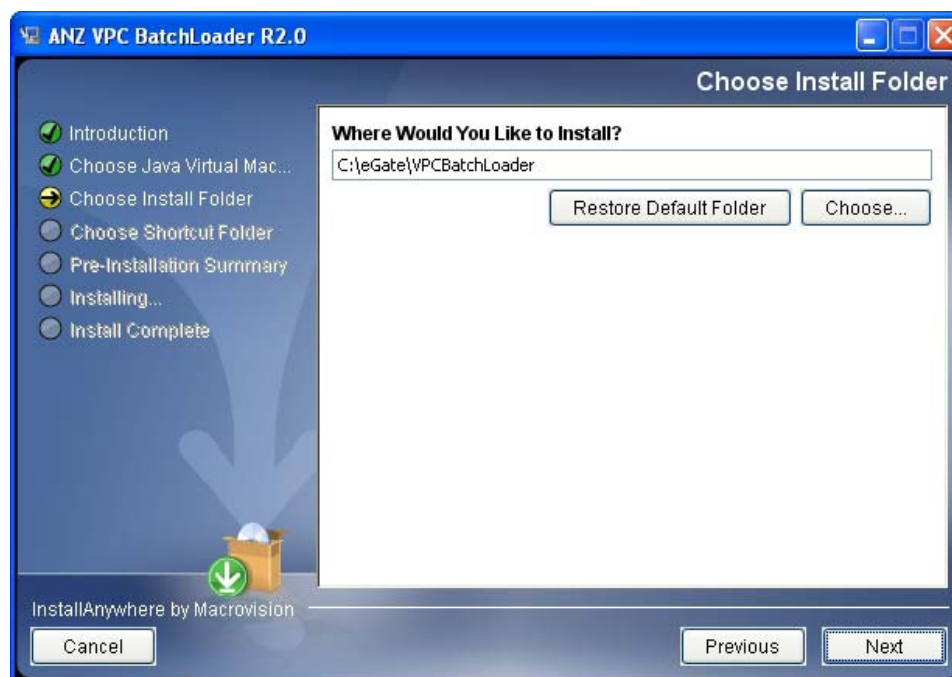 ANZ VPC BatchLoader R2.0
Choose Install Folder
Introduction
Choose Java Virtual Mac...
Choose Install Folder
Choose Shortcut Folder
Pre-Installation Summary
Installing...
Install Complete
Where Would You Like to Install?
C:\eGate\VPCBatchLoader
Restore Default Folder
Choose...
InstallAnywhere by Macrovision
Cancel
Previous
Next